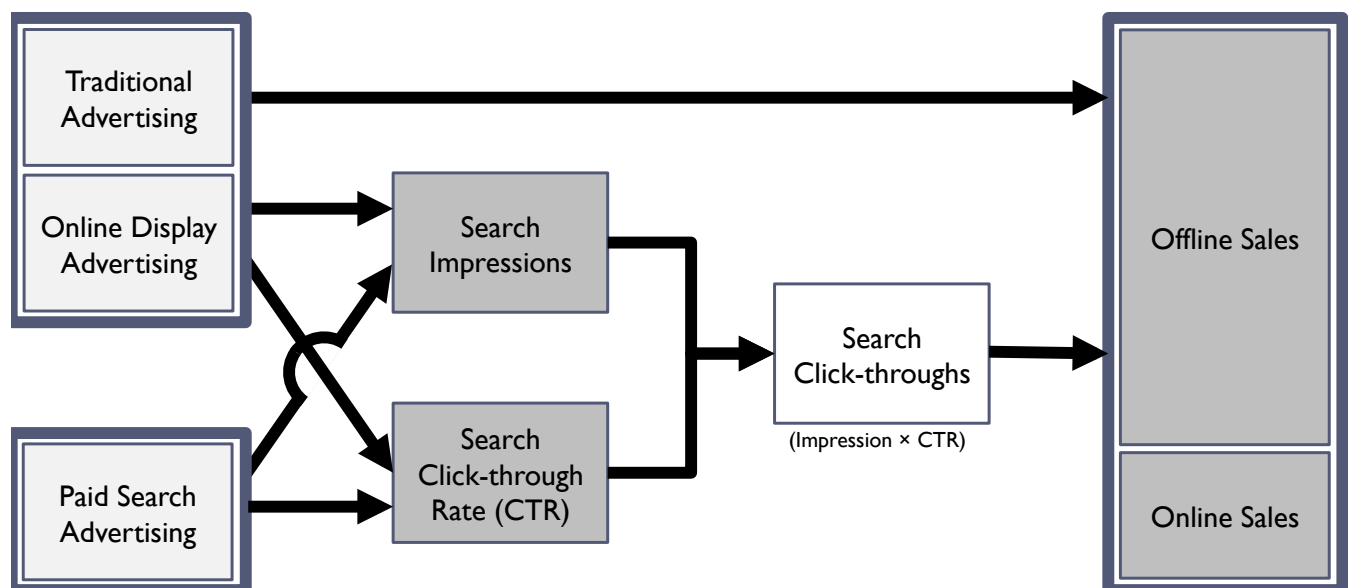 Traditional
Advertising
Online Display
Advertising
Paid Search
Advertising
Search
Impressions
Search
Click-through
Rate (CTR)
Search
Click-throughs
(Impression × CTR)
Offline Sales
Online Sales